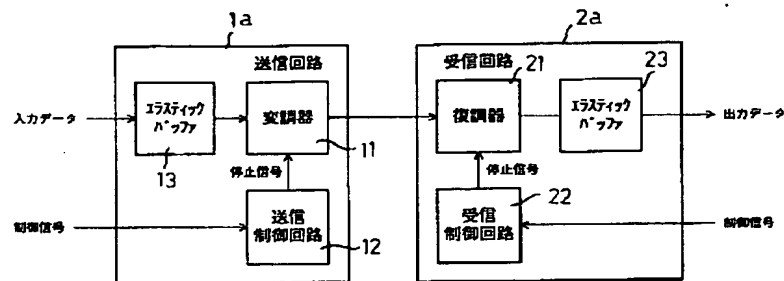 1a
2a
送信回路
受信回路
21
23
入力データ
エラスティック
バッファ
変調器
復調器
エラスティック
バッファ
出力データ
13
11
停止信号
停止信号
22
制御信号
送信
制御回路
受信
制御回路
制御信号
12